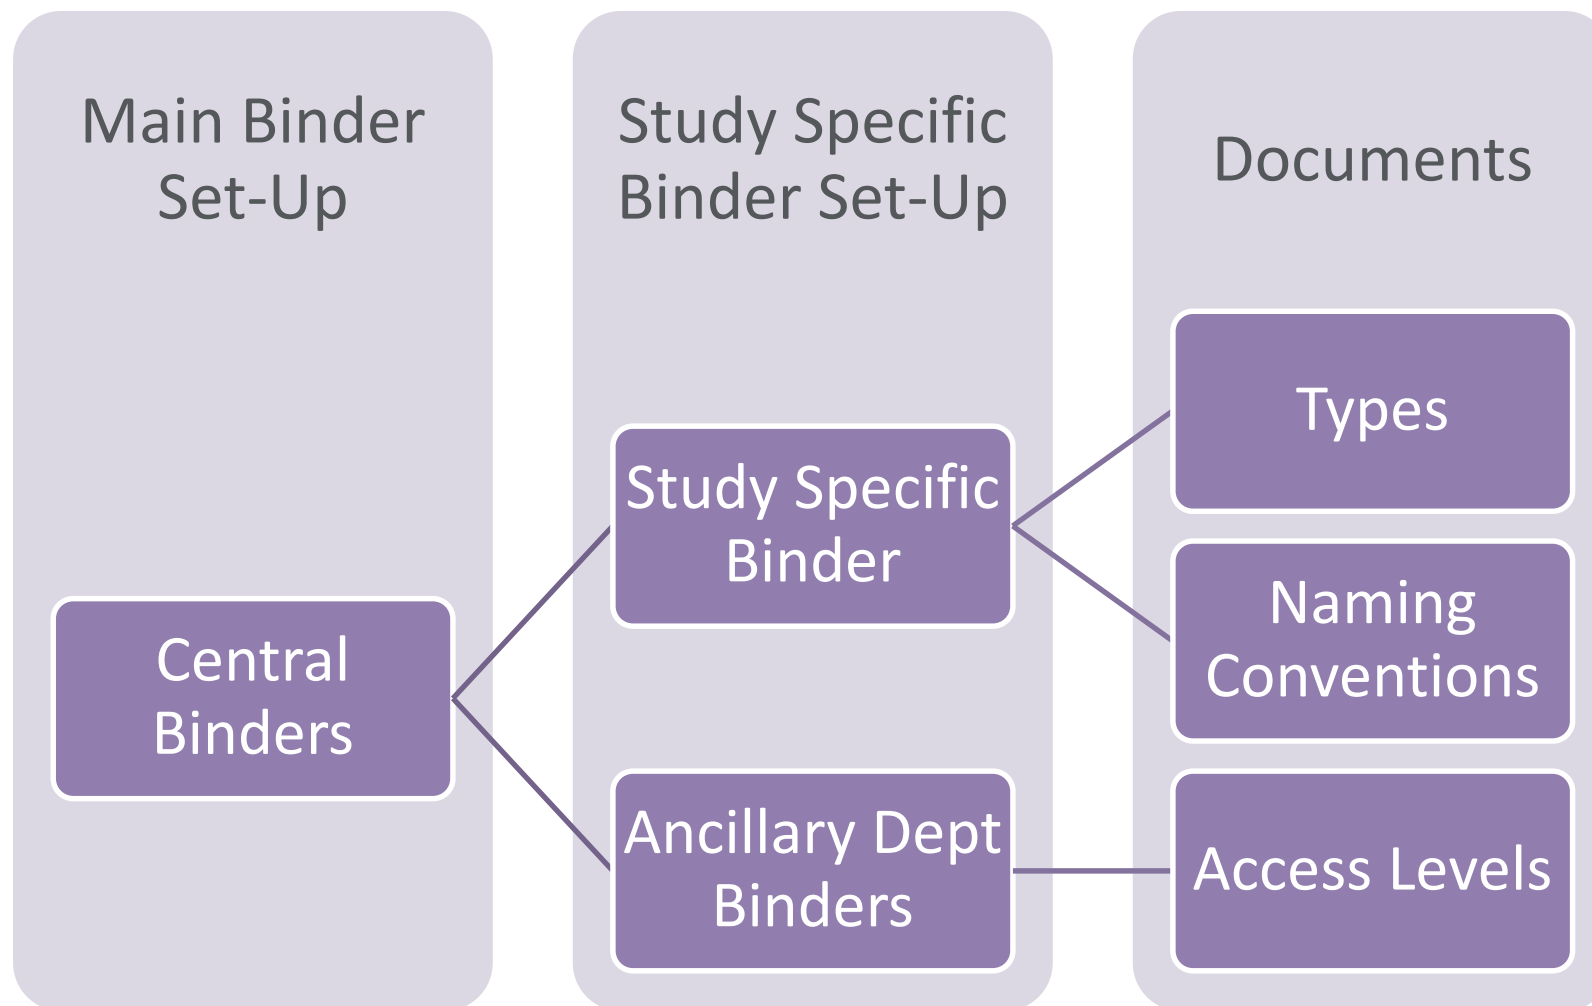 Main Binder
Set-Up
Study Specific
Binder Set-Up
Documents
Central
Binders
Study Specific
Binder
Ancillary Dept
Binders
Types
Naming
Conventions
Access Levels